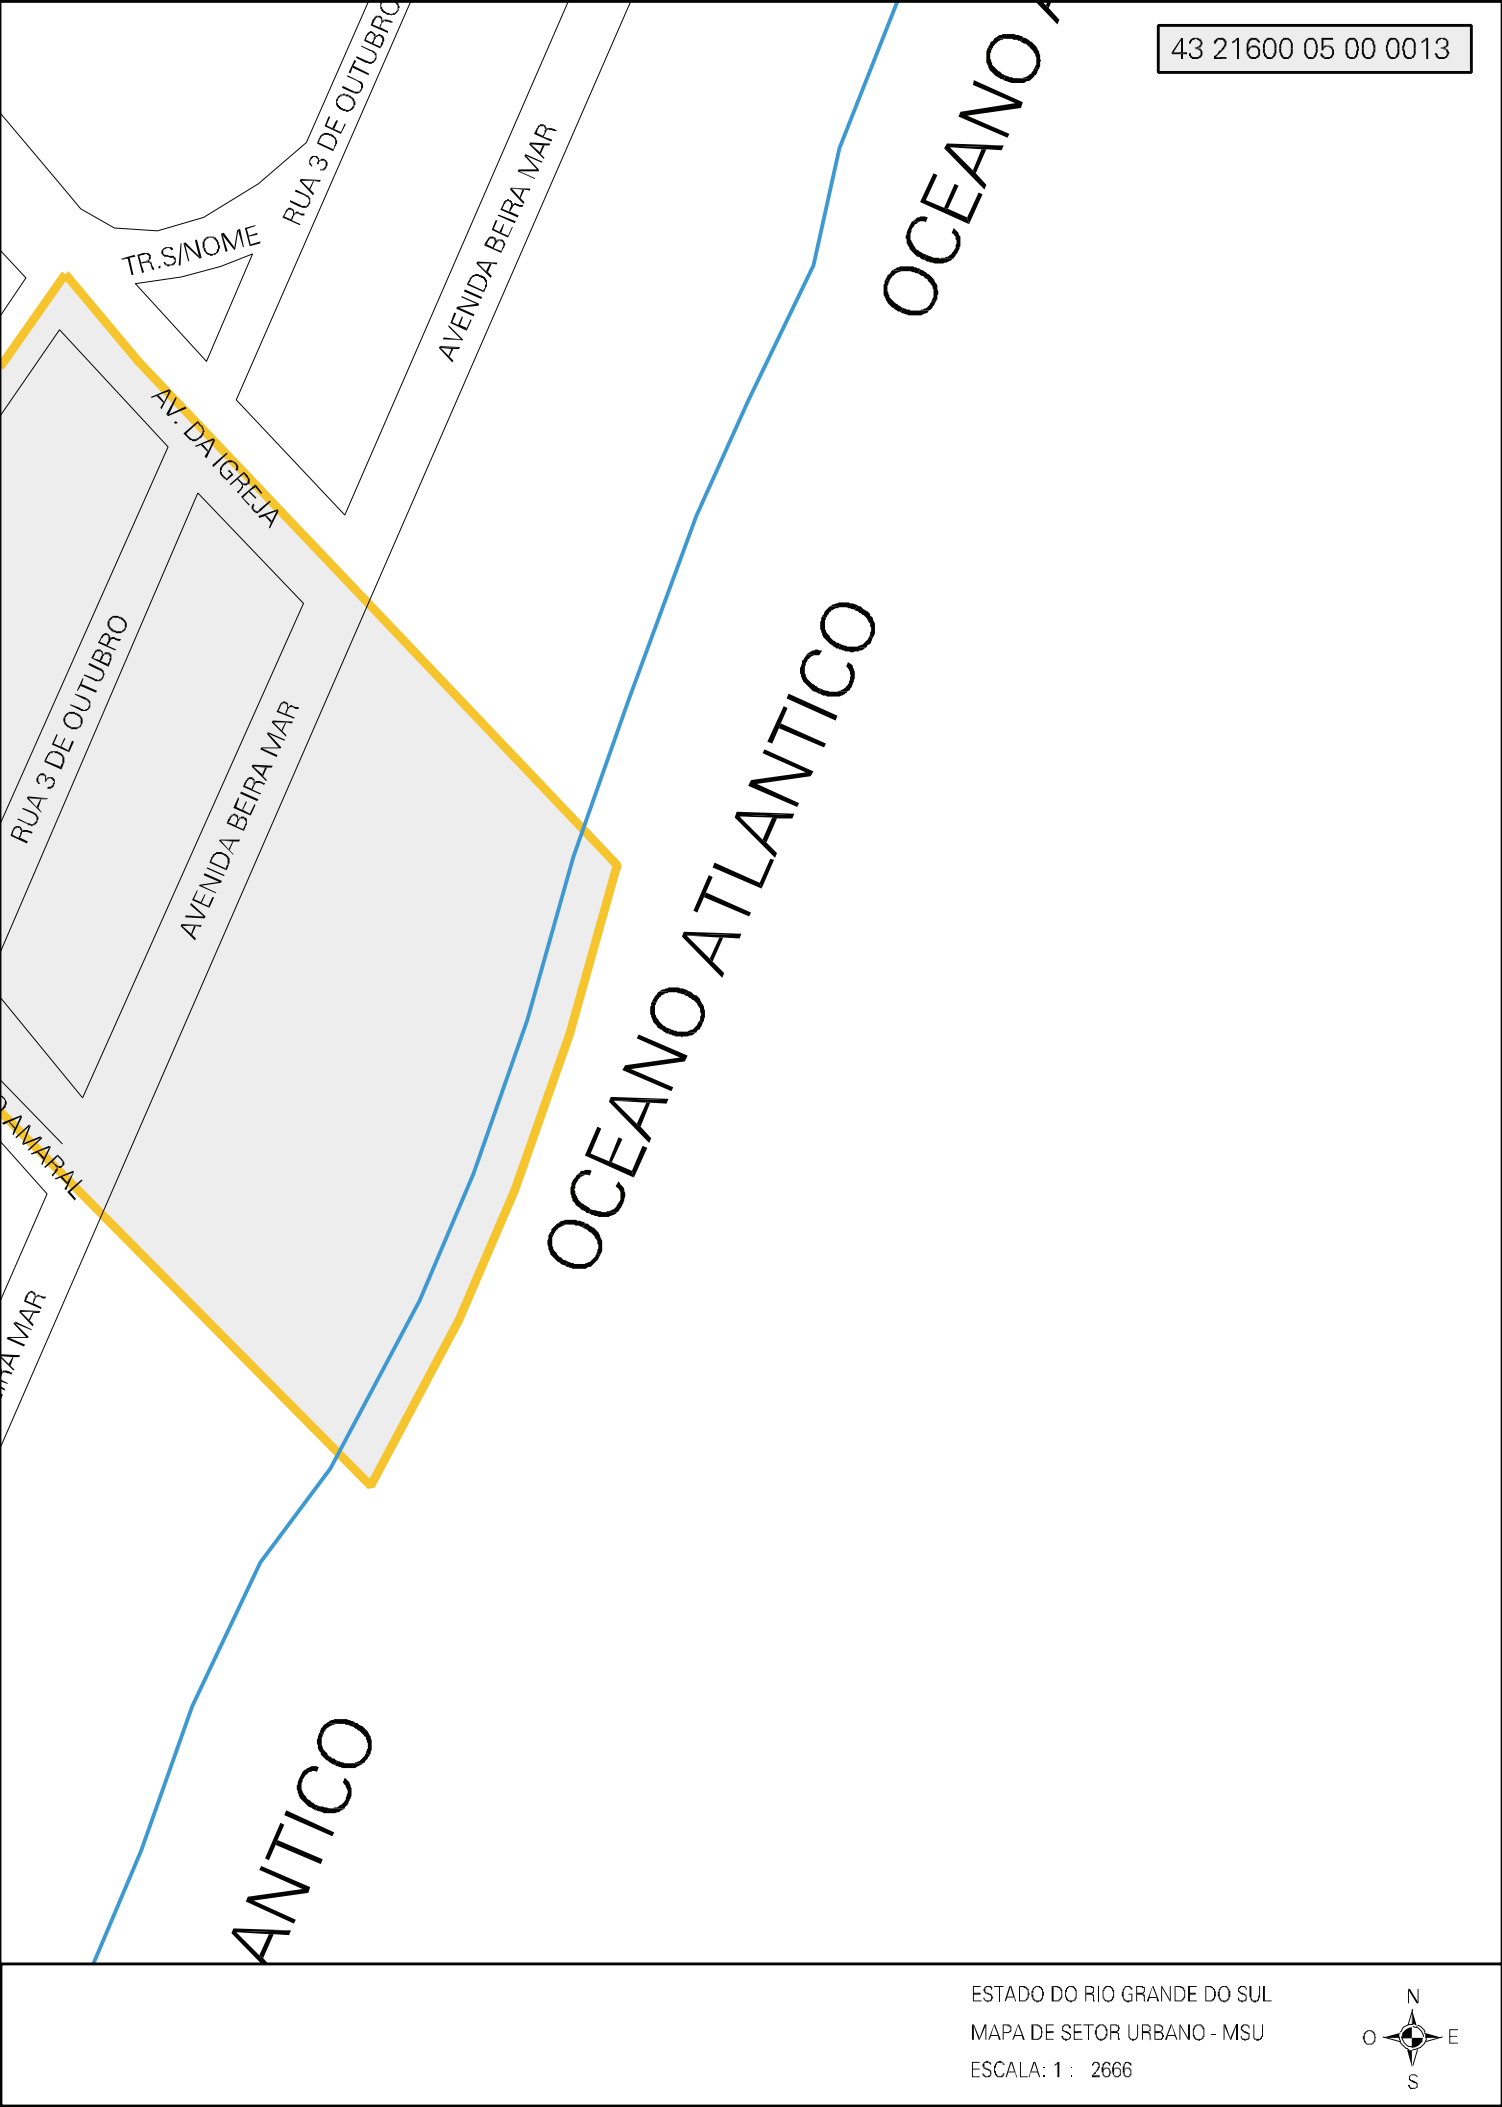 OCEANO
43 21600 05 00 0013
RUA 3 DE OUTUBRO
AVENIDA BEIRA MAR
TR.S/NOME
AV. DA IGREJA
RUA 3 DE OUTUBRO
AVENIDA BEIRA MAR
OCEANO ATLANTICO
AMARAL
MAR
ANTICO
ESTADO DO RIO GRANDE DO SUL
MAPA DE SETOR URBANO - MSU
ESCALA: 1 : 2666
N
O
E
S